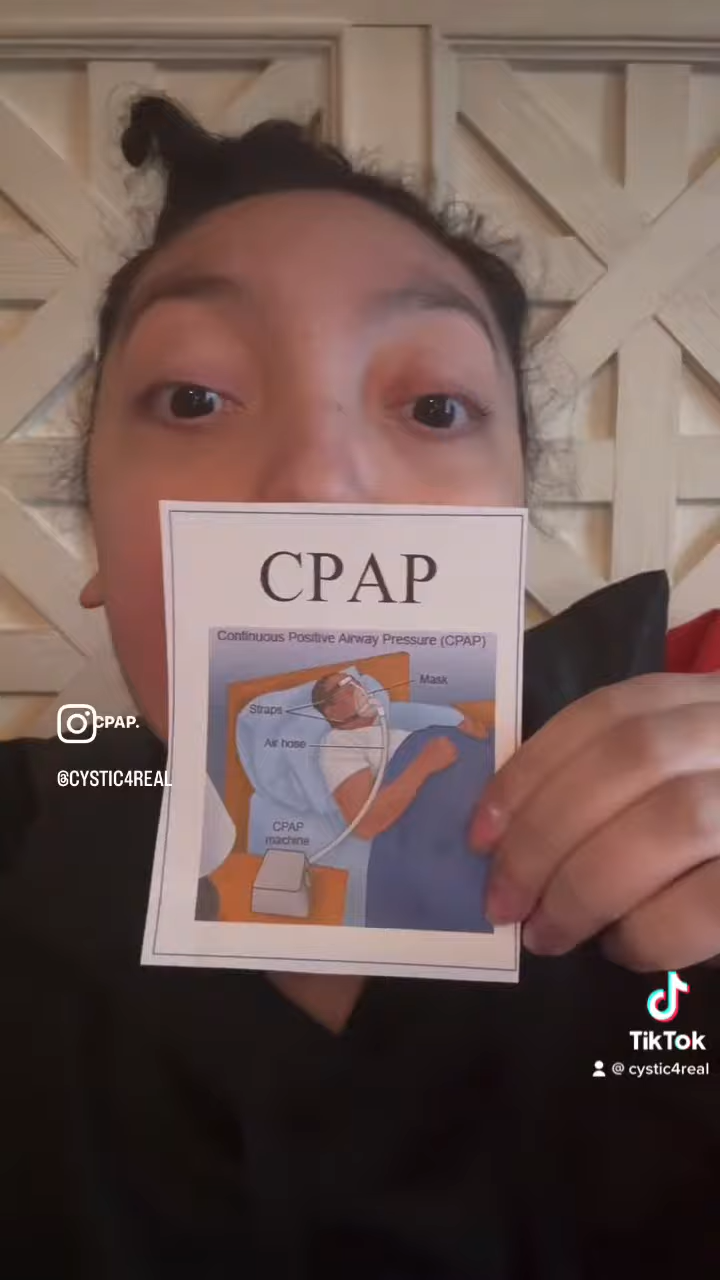 CPAP
Continuous Positive Airway Pressure (CPAP)
Mask
Straps
Air hose
CPAP
machine
CPAP.
@CYSTIC4REAL
TikTok
@ cystic4real